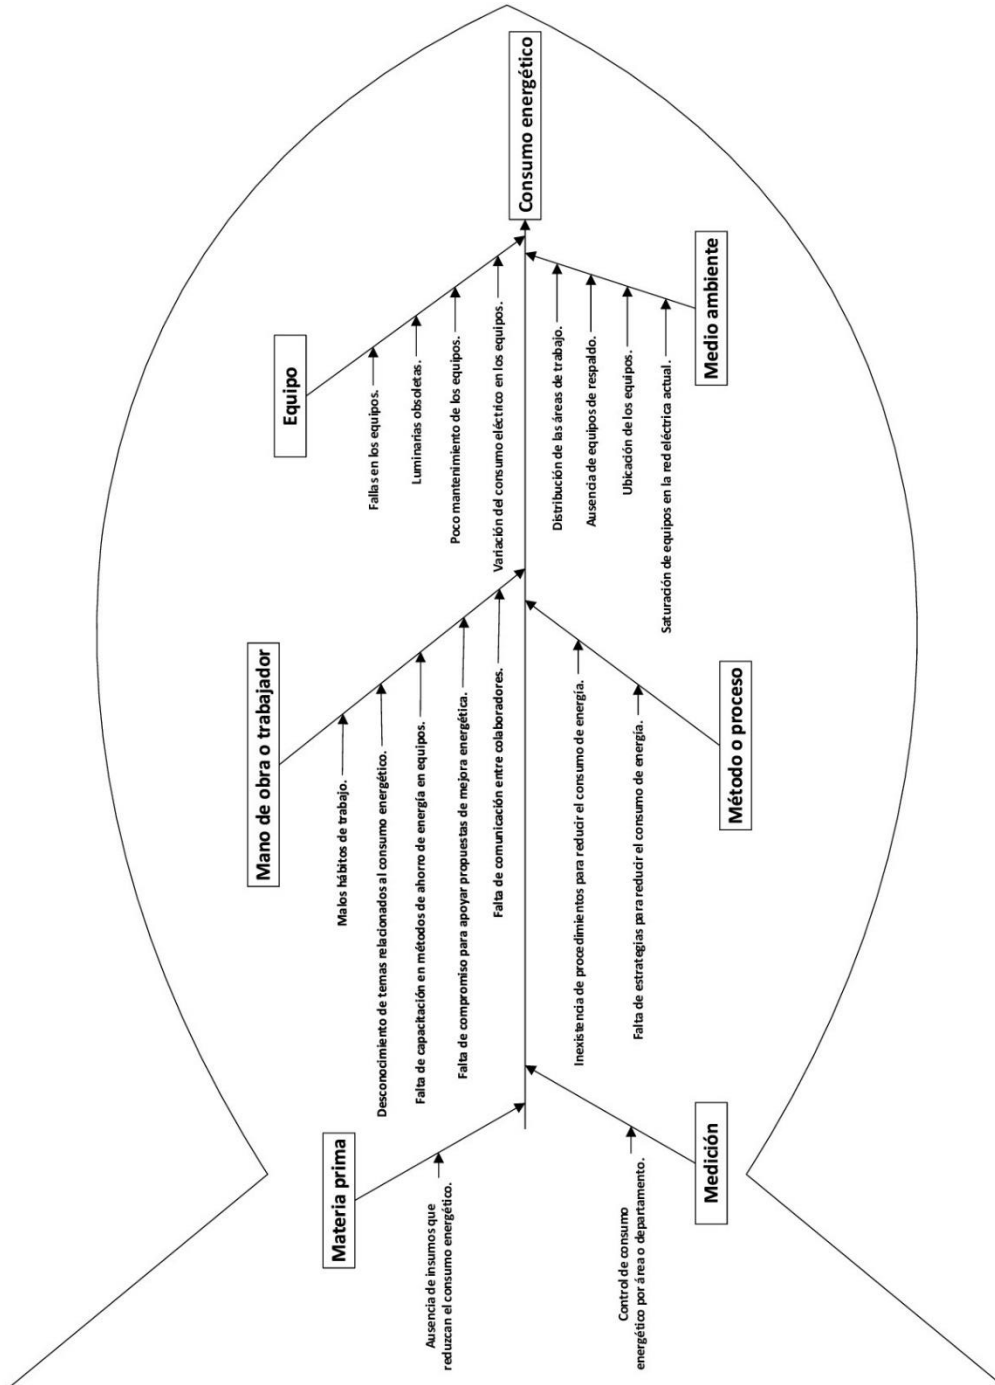 Materia prima
Ausencia de insumos que
reduzcan el consumo energético.
Mano de obra o trabajador
Malos hábitos de trabajo.
Desconocimiento de temas relacionados al consumo energético.
Falta de capacitación en métodos de ahorro de energía en equipos.
Falta de compromiso para apoyar propuestas de mejora energética.
Falta de comunicación entre colaboradores.
Equipo
Fallas en los equipos.
Luminarias obsoletas.
Poco mantenimiento de los equipos.
Variación del consumo eléctrico en los equipos.
Consumo energético
Control de consumo
energético por área o departamento.
Medición
Inexistencia de procedimientos para reducir el consumo de energía.
Falta de estrategias para reducir el consumo de energía.
Método o proceso
Distribución de las áreas de trabajo.
Ausencia de equipos de respaldo.
Ubicación de los equipos.
Saturación de equipos en la red eléctrica actual.
Medio ambiente